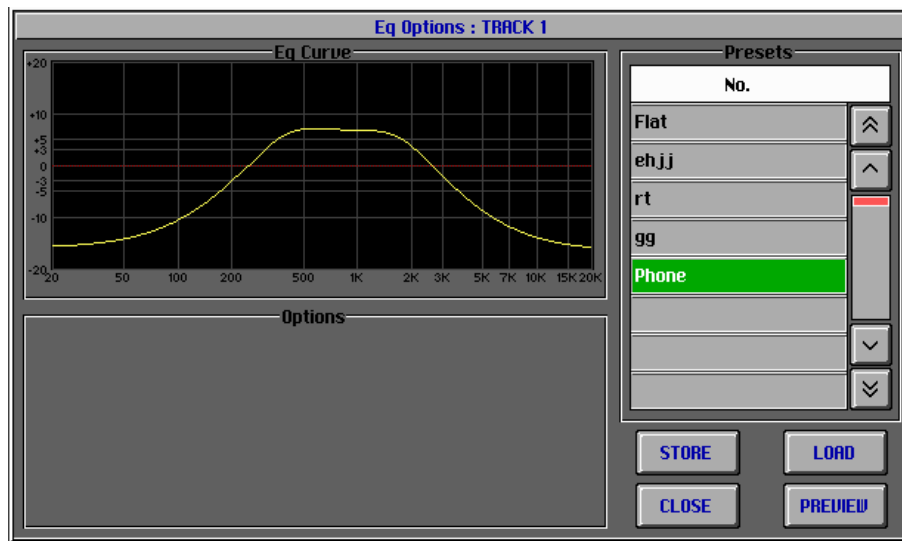 Eq Options : TRACK 1
Eq Curve
+20
+10
+5
+3
0
-3
-5
-10
-20
20 50 100 200 500 1K 2K 3K 5K 7K 10K 15K 20K
Options
Presets
No.
Flat
ehjj
rt
gg
Phone
STORE LOAD
CLOSE PREVIEW